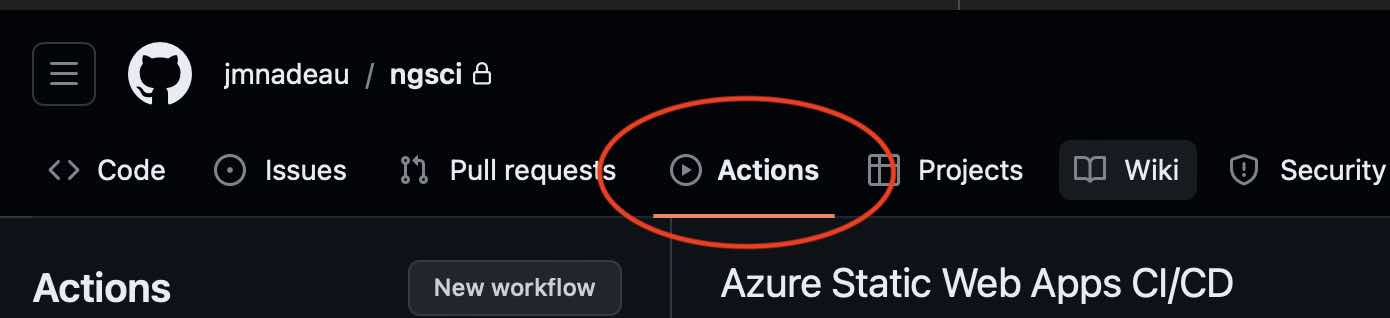 jmnadeau / ngsci
Code Issues Pull requests Actions Projects Wiki Security
Actions New workflow Azure Static Web Apps CI/CD